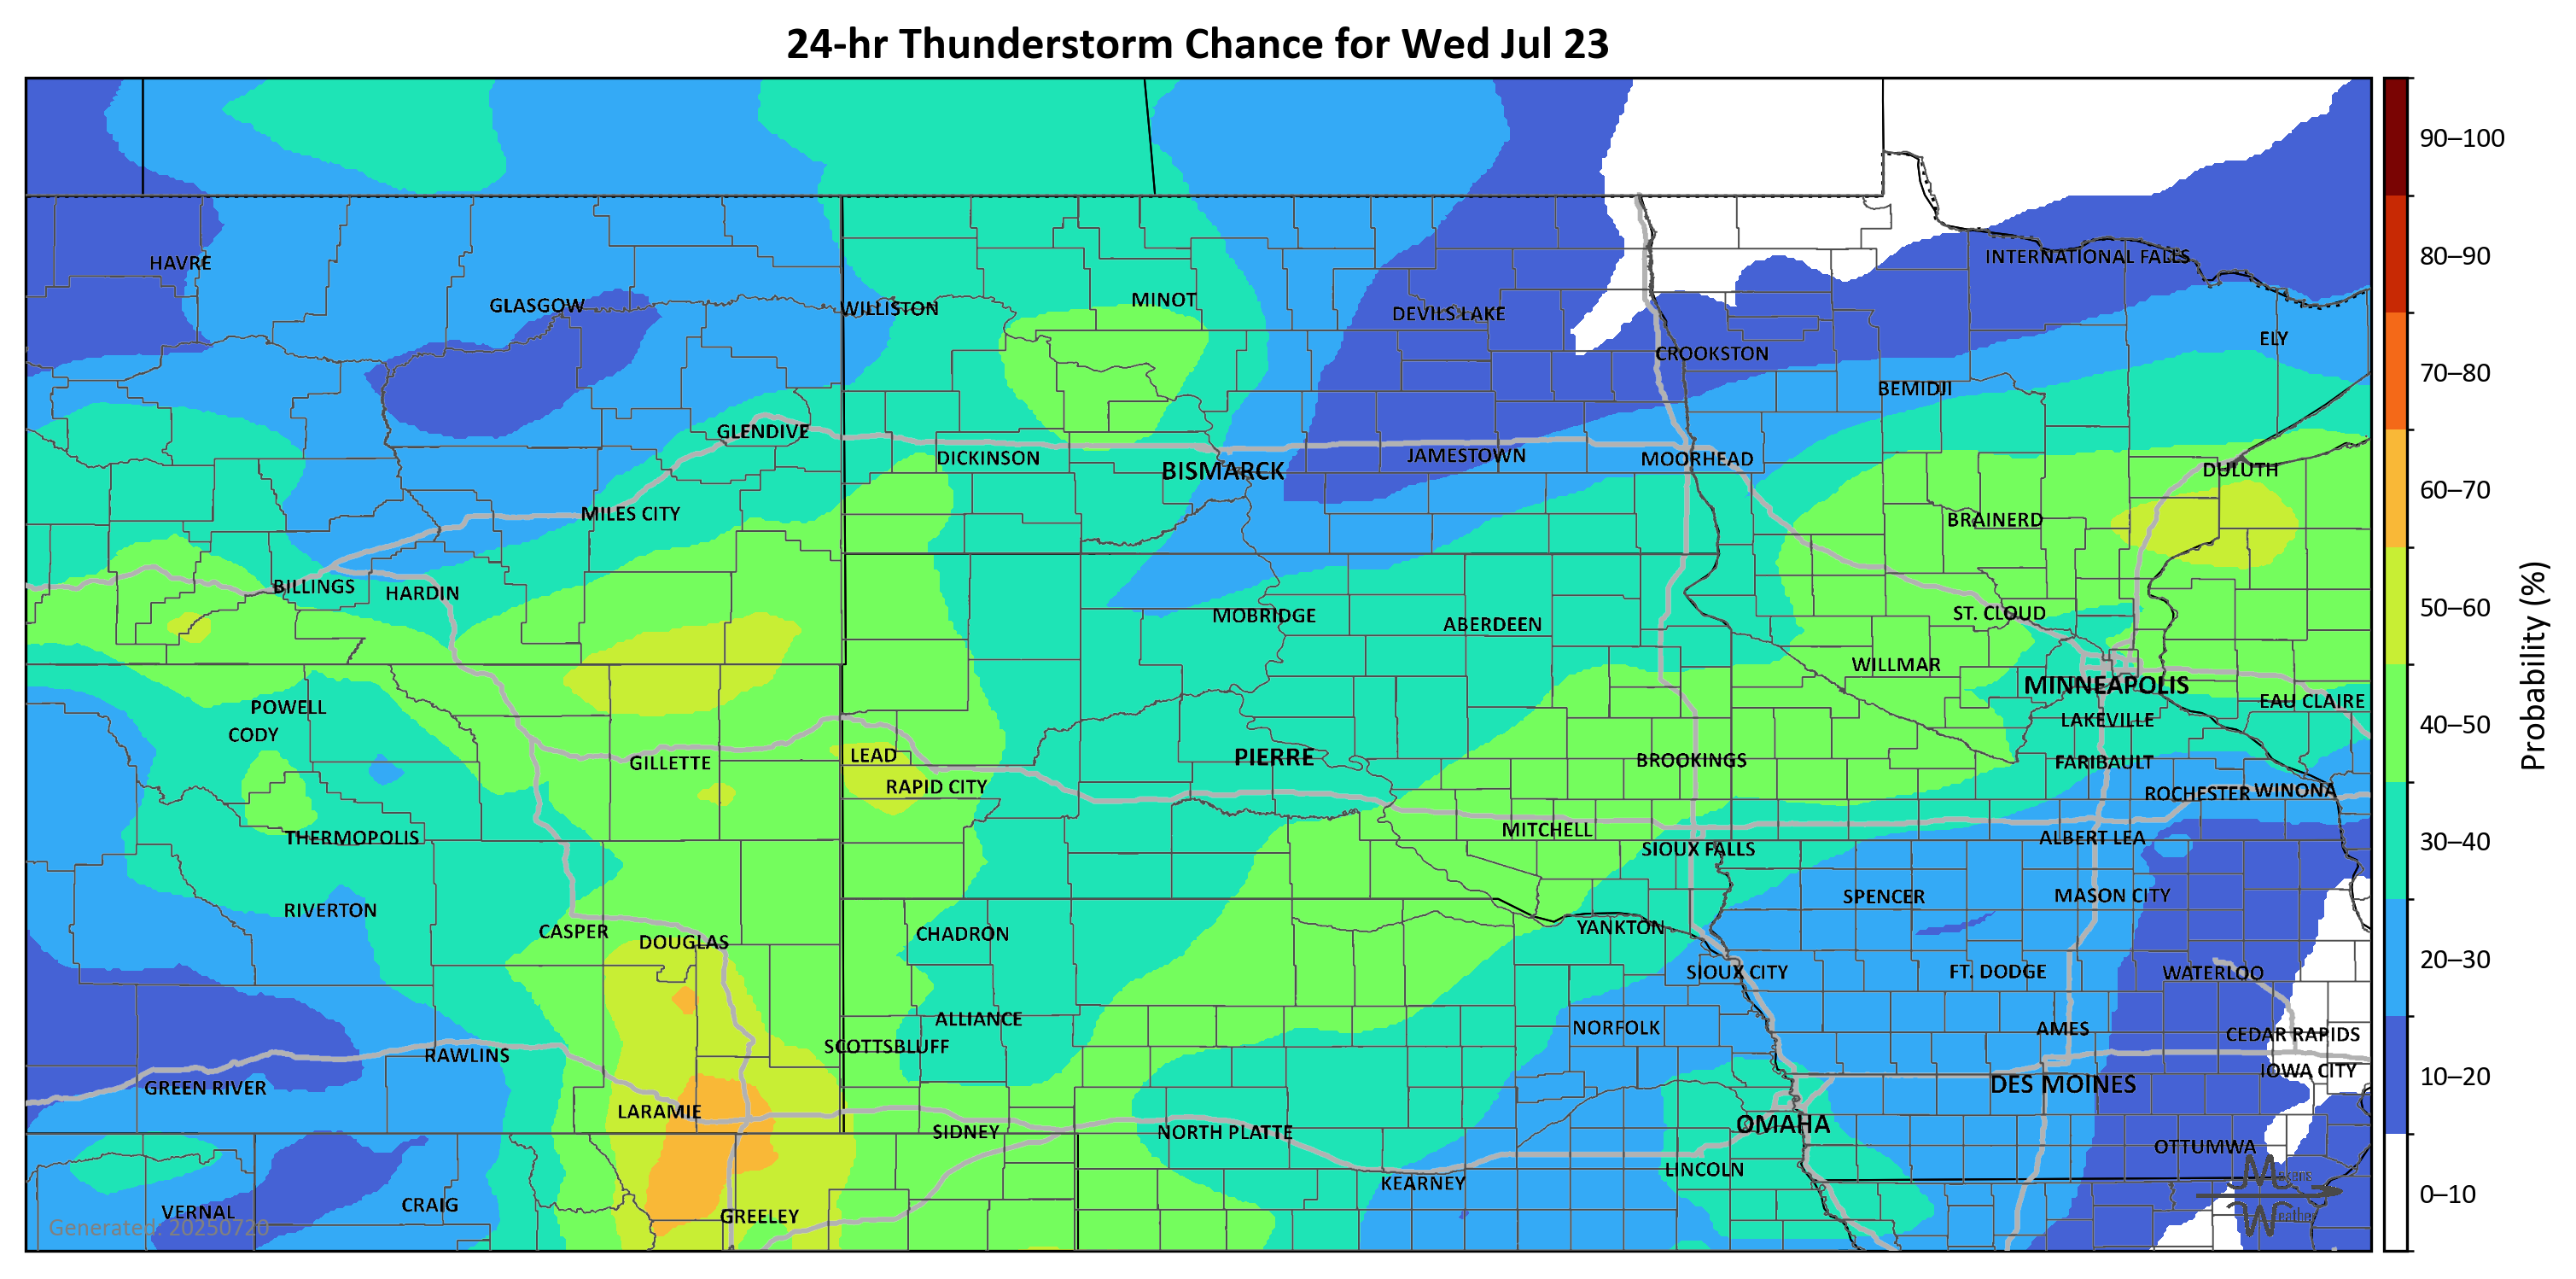 24-hr Thunderstorm Chance for Wed Jul 23
90–100
80–90
70–80
60–70
50–60
40–50
30–40
20–30
10–20
0–10
Probability (%)
HAVRE
INTERNATIONAL FALLS
GLASGOW
WILLISTON
MINOT
DEVILS LAKE
ELY
CROOKSTON
BEMIDJI
GLENDIVE
DICKINSON
BISMARCK
JAMESTOWN
MOORHEAD
DULUTH
MILES CITY
BRAINERD
BILLINGS
HARDIN
MOBRIDGE
ABERDEEN
ST. CLOUD
WILLMAR
MINNEAPOLIS
EAU CLAIRE
POWELL
CODY
LAKEVILLE
LEAD
GILLETTE
PIERRE
BROOKINGS
FARIBAULT
RAPID CITY
ROCHESTER
WINONA
THERMOPOLIS
MITCHELL
ALBERT LEA
SIOUX FALLS
RIVERTON
SPENCER
MASON CITY
CASPER
DOUGLAS
CHADRON
YANKTON
SIOUX CITY
FT. DODGE
WATERLOO
ALLIANCE
NORFOLK
AMES
CEDAR RAPIDS
SCOTTSBLUFF
RAWLINS
IOWA CITY
GREEN RIVER
DES MOINES
LARAMIE
OMAHA
SIDNEY
NORTH PLATTE
OTTUMWA
LINCOLN
KEARNEY
CRAIG
VERNAL
GREELEY
Generated: 20250720
Makens
Weather